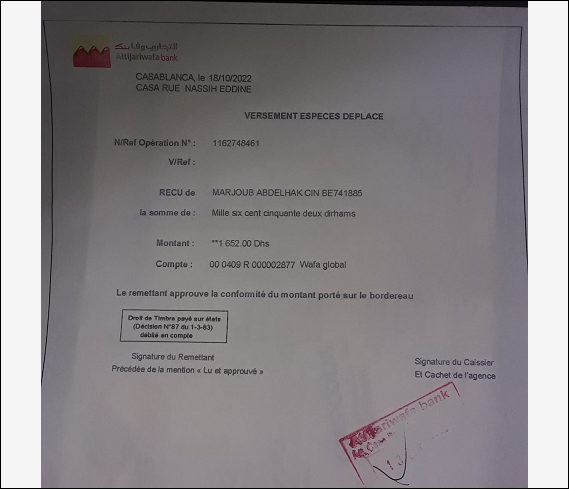 التجاري وفا بنك
Attijariwafa bank
CASABLANCA, le 18/10/2022
CASA RUE NASSIH EDDINE
VERSEMENT ESPECES DEPLACE
N/Ref Opération N° : 1162748461
V/Ref :
RECU de MARJOUB ABDELHAK CIN BE741885
la somme de : Mille six cent cinquante deux dirhams
Montant : **1 652.00 Dhs
Compte : 00 0409 R 000002877 Wafa global
Le remettant approuve la conformité du montant porté sur le bordereau
Droit de Timbre payé sur états
(Décision N°87 du 1-3-83)
débité en compte
Signature du Remettant
Précédée de la mention « Lu et approuvé »
Signature du Caissier
Et Cachet de l'agence
Attijariwafa bank